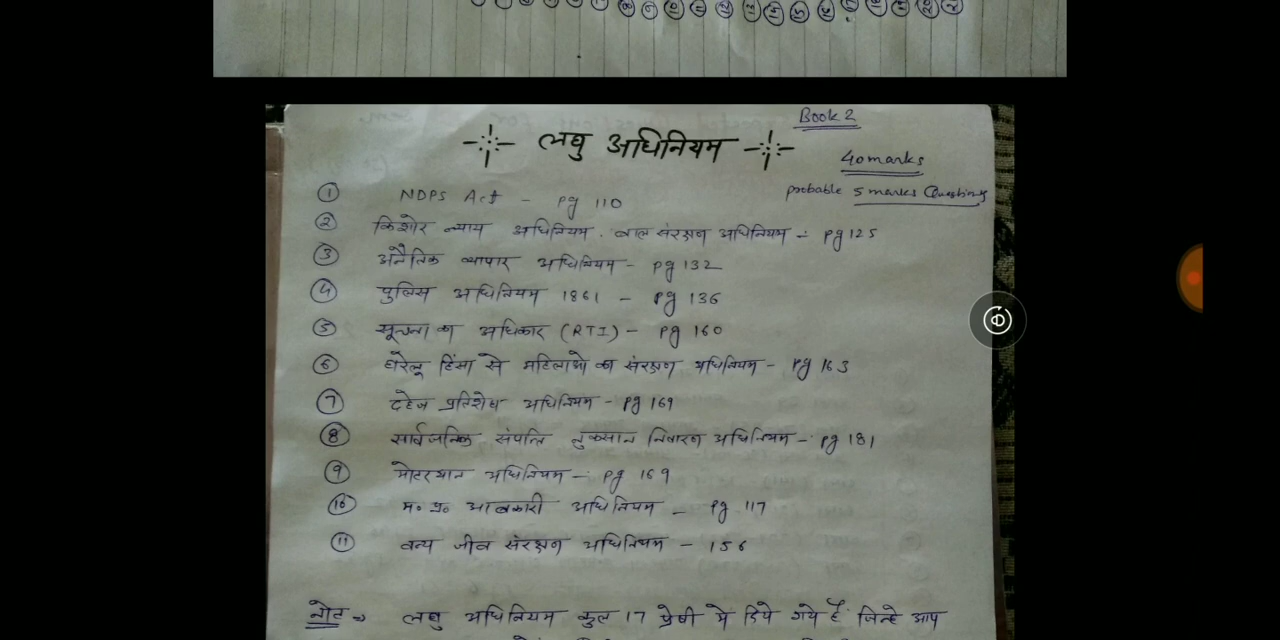 Book 2
लघु अधिनियम
40 marks
probable 5 marks Questions
① NDPS Act - pg 110
② किशोर न्याय अधिनियम. बाल संरक्षण अधिनियम - pg 125
③ अनैतिक व्यापार अधिनियम - pg 132
④ पुलिस अधिनियम 1861 - pg 136
⑤ सूचना का अधिकार (RTI) - pg 160
⑥ घरेलू हिंसा से महिलाओ का संरक्षण अधिनियम - pg 163
⑦ दहेज प्रतिशेध अधिनियम - pg 169
⑧ सार्वजनिक संपत्ति नुकसान निवारण अधिनियम - pg 181
⑨ मोटरयान अधिनियम - pg 169
⑩ म॰ प्र॰ आबकारी अधिनियम - pg 117
⑪ वन्य जीव संरक्षण अधिनियम - 156
नोट → लघु अधिनियम कुल 17 प्रेषी मे दिये गये है जिन्हे आप